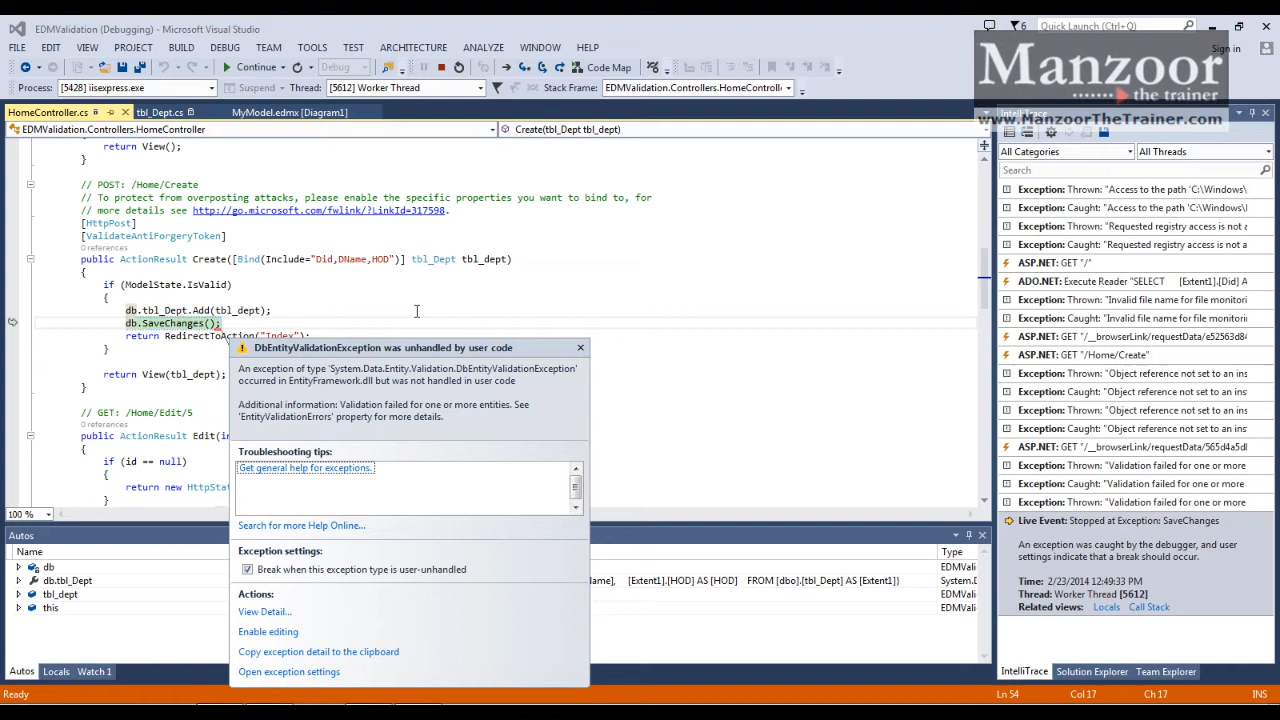 EDMValidation (Debugging) - Microsoft Visual Studio
6
Quick Launch (Ctrl+Q)
FILE EDIT VIEW PROJECT BUILD DEBUG TEAM TOOLS TEST ARCHITECTURE ANALYZE WINDOW HELP
Sign in
Manzoor
the trainer
www.ManzoorTheTrainer.com
Continue Debug Code Map
Process: [5428] iisexpress.exe Suspend Thread: [5612] Worker Thread Stack Frame: EDMValidation.Controllers.HomeController
HomeController.cs tbl_Dept.cs MyModel.edmx [Diagram1]
EDMValidation.Controllers.HomeController Create(tbl_Dept tbl_dept)
return View();
}
// POST: /Home/Create
// To protect from overposting attacks, please enable the specific properties you want to bind to, for
// more details see http://go.microsoft.com/fwlink/?LinkId=317598.
[HttpPost]
[ValidateAntiForgeryToken]
0 references
public ActionResult Create([Bind(Include="Did,DName,HOD")] tbl_Dept tbl_dept)
{
if (ModelState.IsValid)
{
db.tbl_Dept.Add(tbl_dept);
db.SaveChanges();
return RedirectToAction("Index");
}
return View(tbl_dept);
}
// GET: /Home/Edit/5
0 references
public ActionResult Edit(in
{
if (id == null)
{
return new HttpStat
100 %
DbEntityValidationException was unhandled by user code
An exception of type 'System.Data.Entity.Validation.DbEntityValidationException'
occurred in EntityFramework.dll but was not handled in user code
Additional information: Validation failed for one or more entities. See
'EntityValidationErrors' property for more details.
Troubleshooting tips:
Get general help for exceptions.
Search for more Help Online...
Exception settings:
Break when this exception type is user-unhandled
Actions:
View Detail...
Enable editing
Copy exception detail to the clipboard
Open exception settings
Autos
Name Type
db EDMVali
db.tbl_Dept Name], [Extent1].[HOD] AS [HOD] FROM [dbo].[tbl_Dept] AS [Extent1]} System.D
tbl_dept EDMVali
this EDMVali
Autos Locals Watch 1
IntelliTrace
All Categories All Threads
Search
Exception: Thrown: "Access to the path 'C:\Windows\
Exception: Caught: "Access to the path 'C:\Windows\
Exception: Thrown: "Requested registry access is not a
Exception: Caught: "Requested registry access is not a
ASP.NET: GET "/"
ADO.NET: Execute Reader "SELECT [Extent1].[Did] A
Exception: Thrown: "Invalid file name for file monitori
Exception: Caught: "Invalid file name for file monitori
ASP.NET: GET "/__browserLink/requestData/e52563d84
ASP.NET: GET "/Home/Create"
Exception: Thrown: "Object reference not set to an ins
Exception: Caught: "Object reference not set to an ins
Exception: Thrown: "Object reference not set to an ins
Exception: Caught: "Object reference not set to an ins
ASP.NET: GET "/__browserLink/requestData/565d4a5d
Exception: Thrown: "Validation failed for one or more
Exception: Caught: "Validation failed for one or more
Exception: Thrown: "Validation failed for one or more
Live Event: Stopped at Exception: SaveChanges
An exception was caught by the debugger, and user
settings indicate that a break should occur.
Time: 2/23/2014 12:49:33 PM
Thread: Worker Thread [5612]
Related views: Locals Call Stack
IntelliTrace Solution Explorer Team Explorer
Ready Ln 54 Col 17 Ch 17 INS